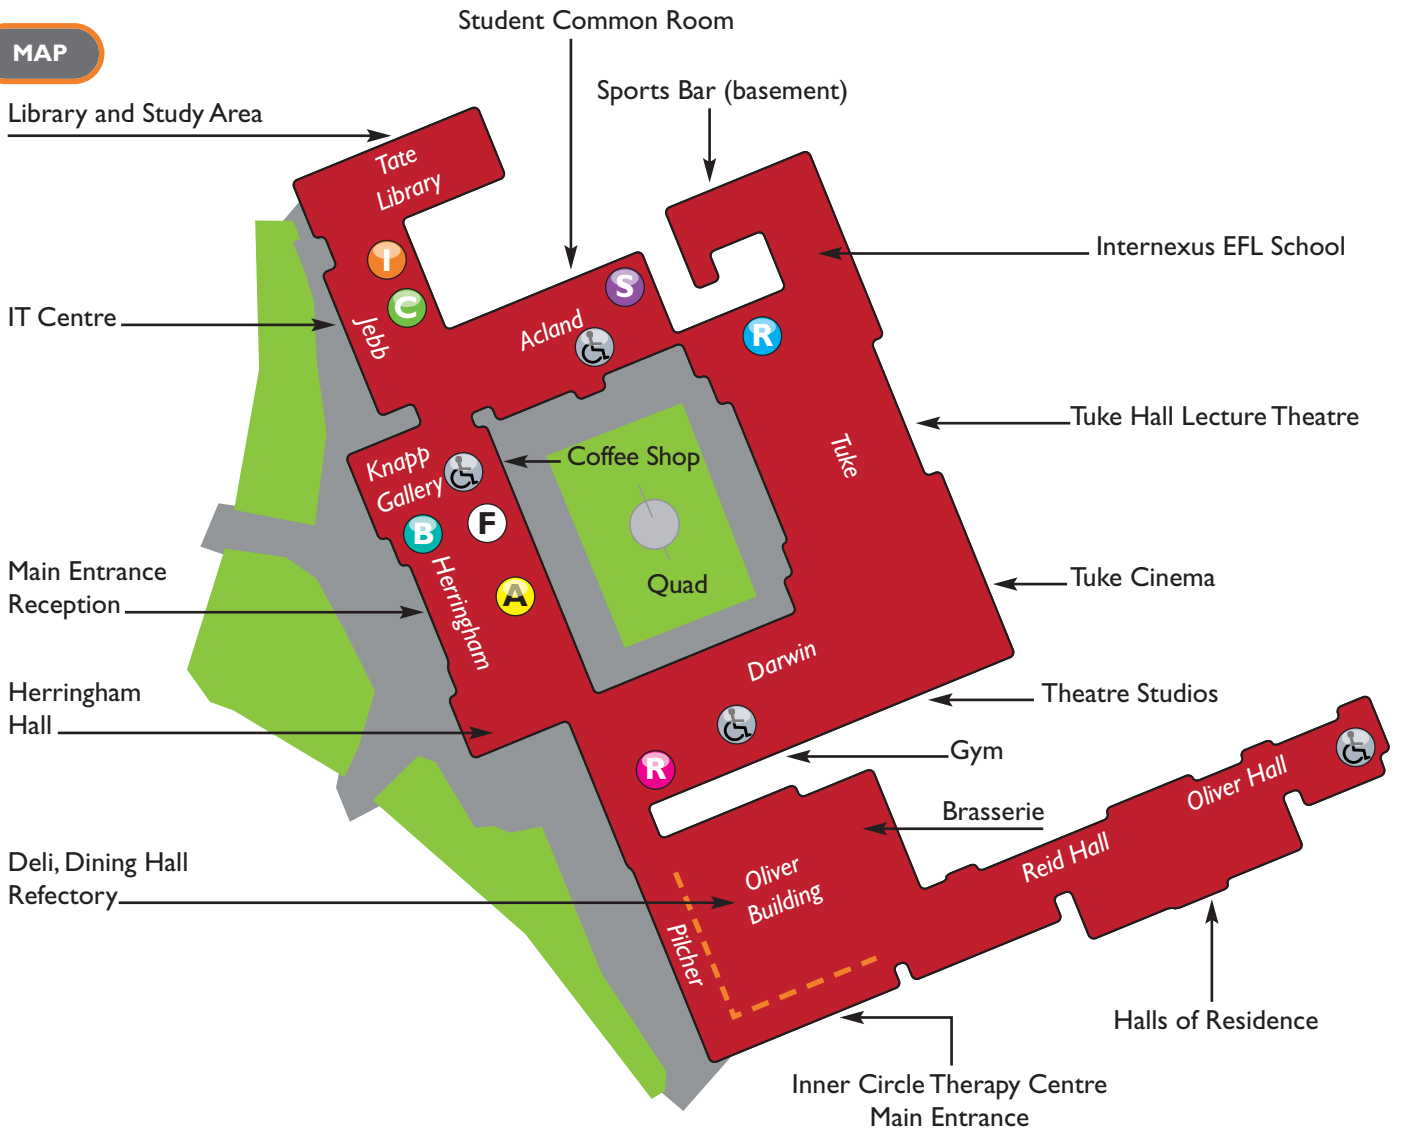 MAP
Student Common Room
Sports Bar (basement)
Library and Study Area
Tate
Library
Internexus EFL School
I
S
C
IT Centre
Jebb
Acland
R
Tuke Hall Lecture Theatre
Tuke
Knapp
Gallery
Coffee Shop
B
F
Main Entrance
Reception
Herringham
A
Quad
Tuke Cinema
Darwin
Herringham
Hall
Theatre Studios
Gym
R
Brasserie
Oliver Hall
Reid Hall
Deli, Dining Hall
Refectory
Oliver
Building
Pilcher
Halls of Residence
Inner Circle Therapy Centre
Main Entrance